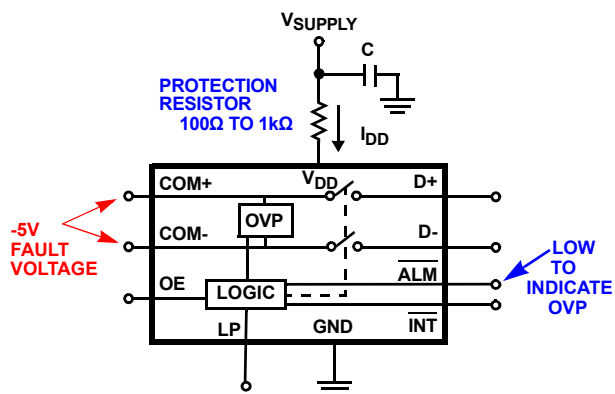 VSUPPLY
C
PROTECTION
RESISTOR
100Ω TO 1kΩ
IDD
COM+
VDD
D+
OVP
-5V
FAULT
VOLTAGE
COM-
D-
ALM
LOW
TO
INDICATE
OVP
OE
LOGIC
LP
GND
INT